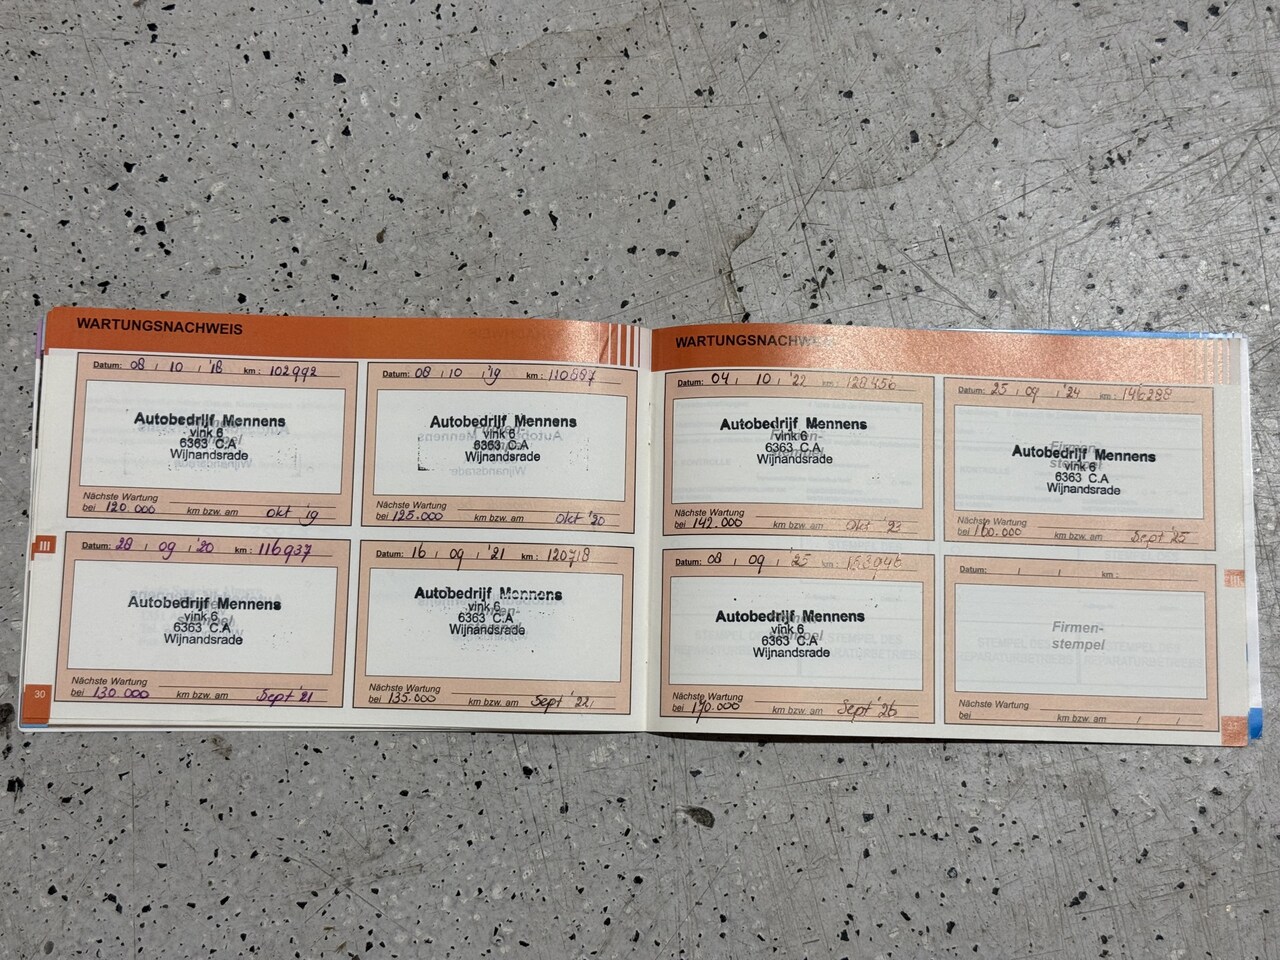 WARTUNGSNACHWEIS
Datum: 08 , 10 , '18 km : 102992
Autobedrijf Mennens
vink 6
6363 C.A
Wijnandsrade
Nächste Wartung
bei 120.000 km bzw. am Okt '19
Datum: 08 , 10 '19 km : 110887
Autobedrijf Mennens
vink 6
6363 C.A
Wijnandsrade
Nächste Wartung
bei 125.000 km bzw. am Okt '20
III
Datum: 28 , 09 , '20 km : 116937
Autobedrijf Mennens
vink 6
6363 C.A
Wijnandsrade
Nächste Wartung
bei 130 000 km bzw. am Sept '21
Datum: 16 , 09 , '21 km : 120718
Autobedrijf Mennens
vink 6
6363 C.A
Wijnandsrade
Nächste Wartung
bei 135.000 km bzw. am Sept '22
30
WARTUNGSNACHWEIS
Datum: 04 , 10 , '22 km : 128456
Autobedrijf Mennens
vink 6
6363 C.A
Wijnandsrade
Nächste Wartung
bei 142.000 km bzw. am Okt '23
Datum: 25 , 09 , '24 km : 146288
Firmen-
stempel
Autobedrijf Mennens
vink 6
6363 C.A
Wijnandsrade
Nächste Wartung
bei 160.000 km bzw. am Sept '25
III
Datum: 08 , 09 , '25 km : 163946
Autobedrijf Mennens
vink 6
6363 C.A
Wijnandsrade
Nächste Wartung
bei 170.000 km bzw. am Sept '26
Datum: / / km :
Firmen-
stempel
Nächste Wartung
bei km bzw. am / /